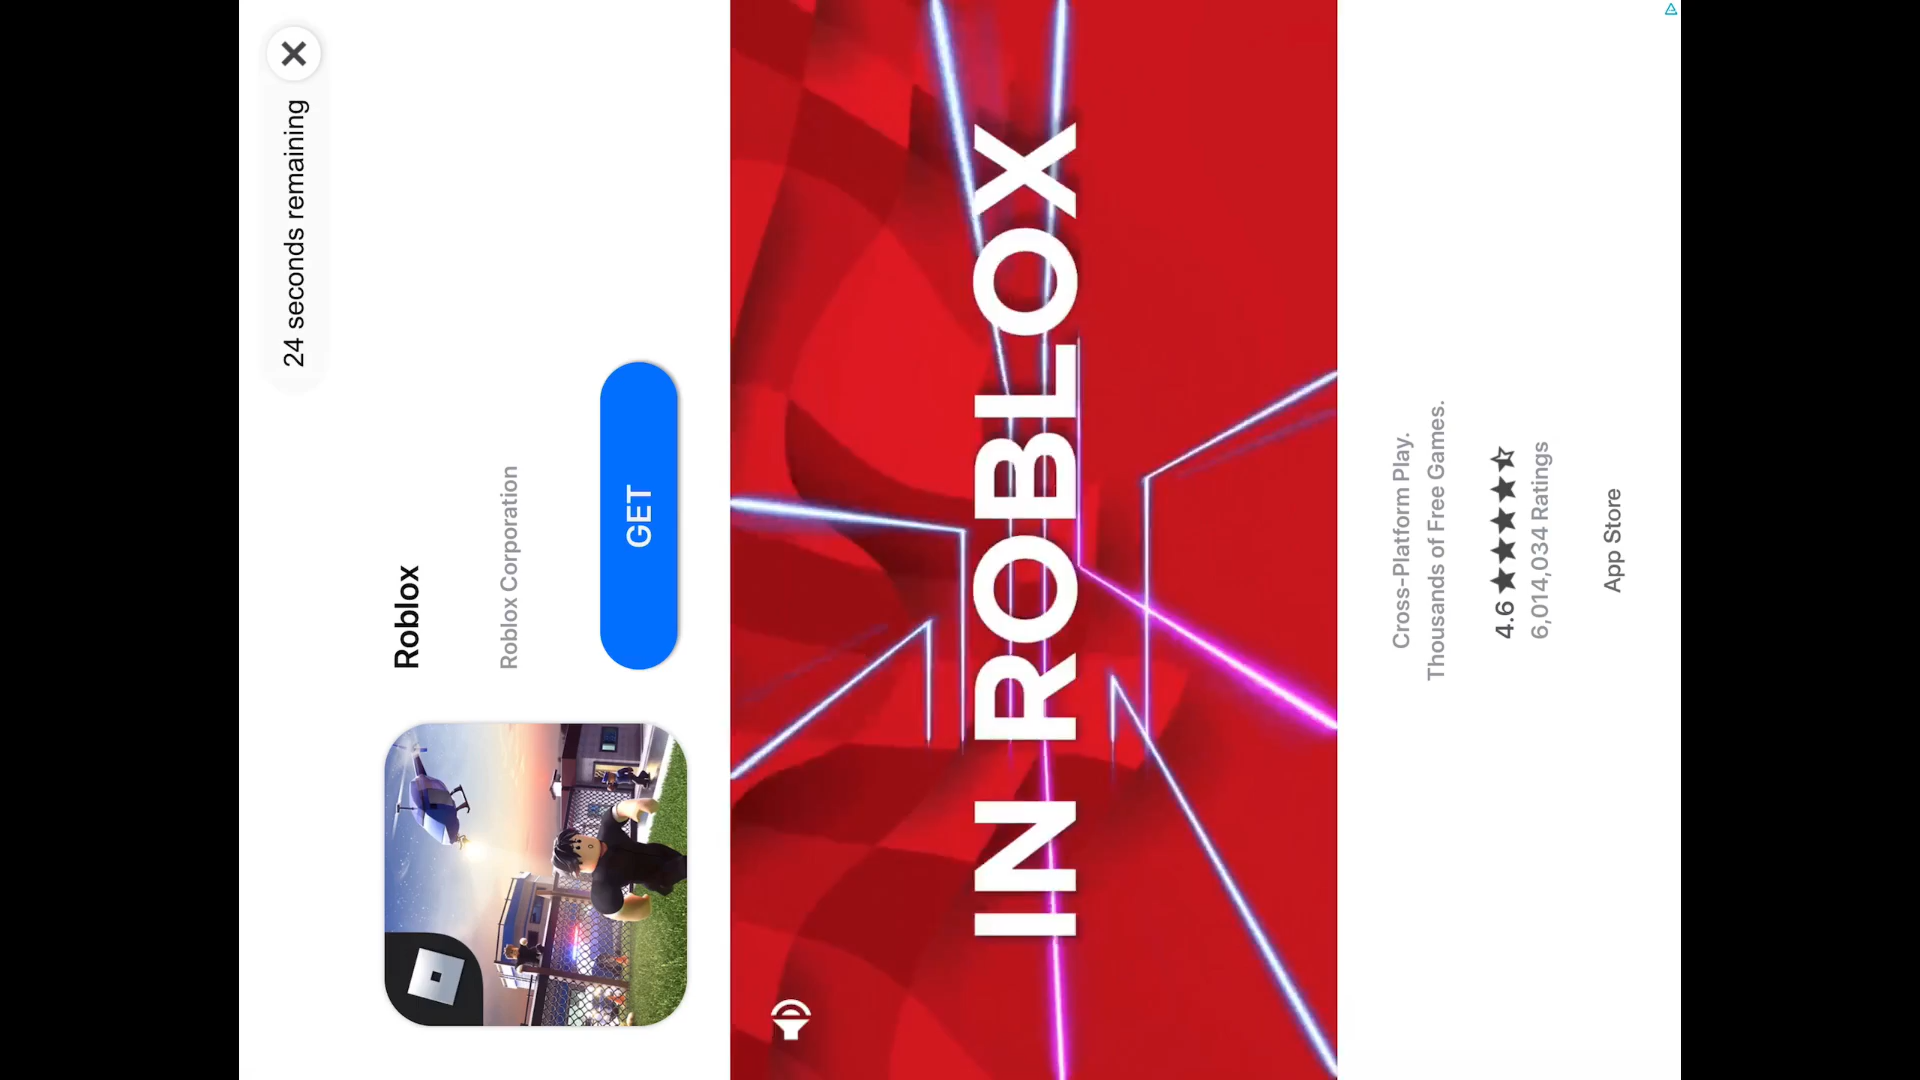 24 seconds remaining
Roblox
Roblox Corporation
GET
IN ROBLOX
Cross-Platform Play.
Thousands of Free Games.
4.6
6,014,034 Ratings
App Store